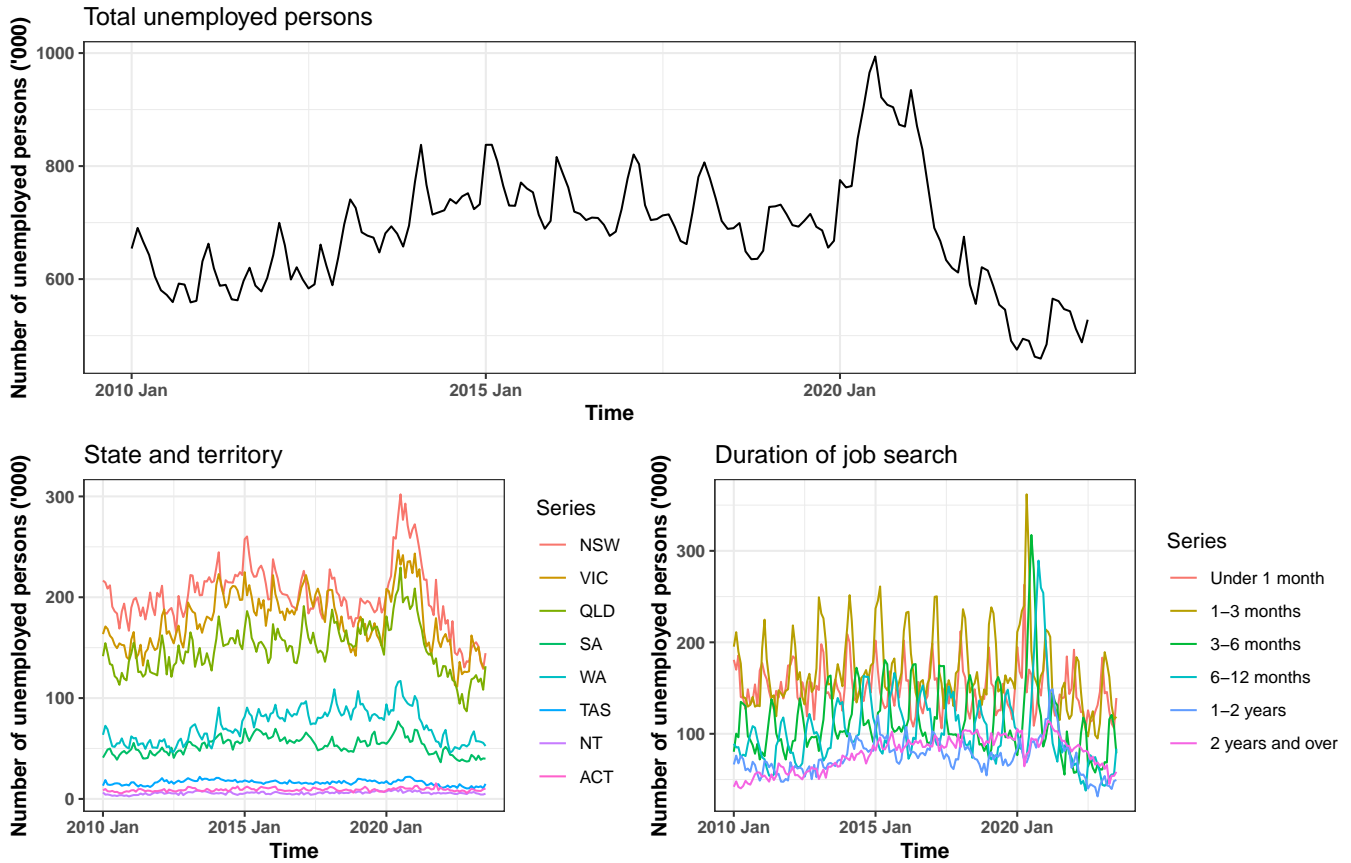 Total unemployed persons
Number of unemployed persons ('000)
1000
800
600
2010 Jan
2015 Jan
2020 Jan
Time
State and territory
Number of unemployed persons ('000)
300
200
100
0
2010 Jan
2015 Jan
2020 Jan
Time
Series
NSW
VIC
QLD
SA
WA
TAS
NT
ACT
Duration of job search
Number of unemployed persons ('000)
300
200
100
2010 Jan
2015 Jan
2020 Jan
Time
Series
Under 1 month
1–3 months
3–6 months
6–12 months
1–2 years
2 years and over